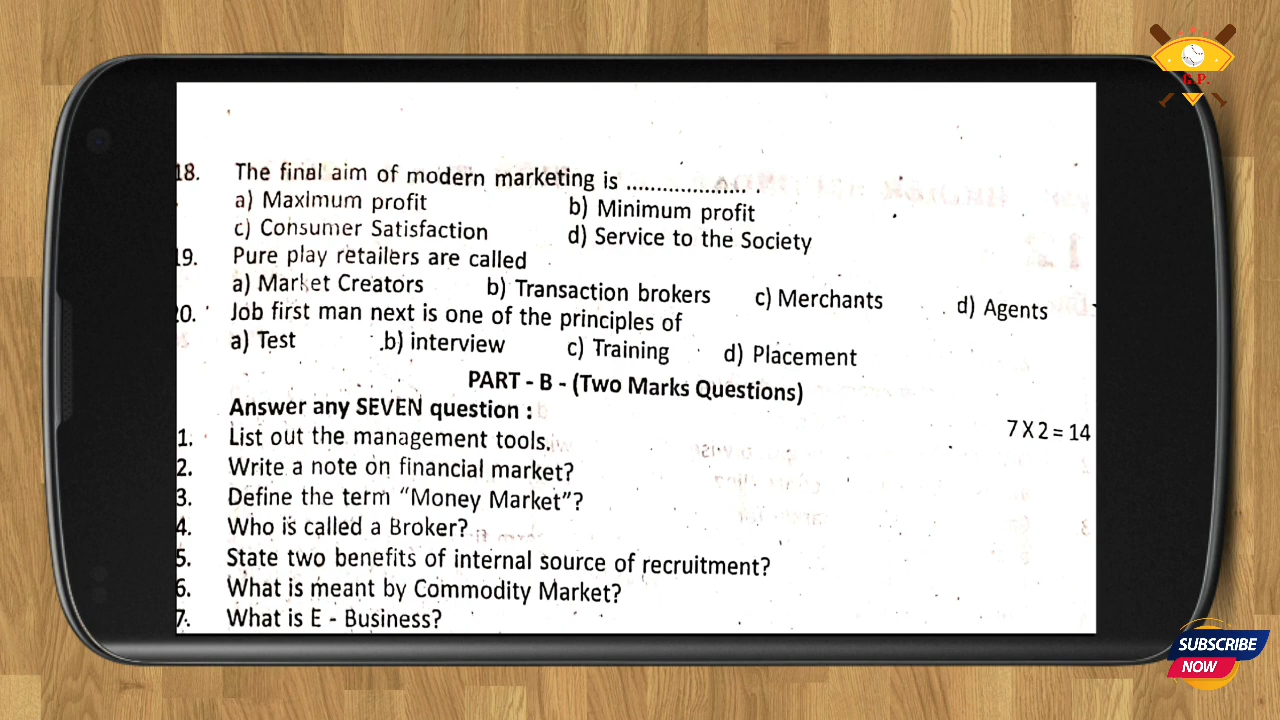 G.P.
18. The final aim of modern marketing is .................... .
a) Maximum profit b) Minimum profit
c) Consumer Satisfaction d) Service to the Society
19. Pure play retailers are called
a) Market Creators b) Transaction brokers c) Merchants d) Agents
20. Job first man next is one of the principles of
a) Test b) interview c) Training d) Placement
PART - B - (Two Marks Questions)
Answer any SEVEN question :
7 X 2 = 14
1. List out the management tools.
2. Write a note on financial market?
3. Define the term “Money Market”?
4. Who is called a Broker?
5. State two benefits of internal source of recruitment?
6. What is meant by Commodity Market?
7. What is E - Business?
SUBSCRIBE
NOW